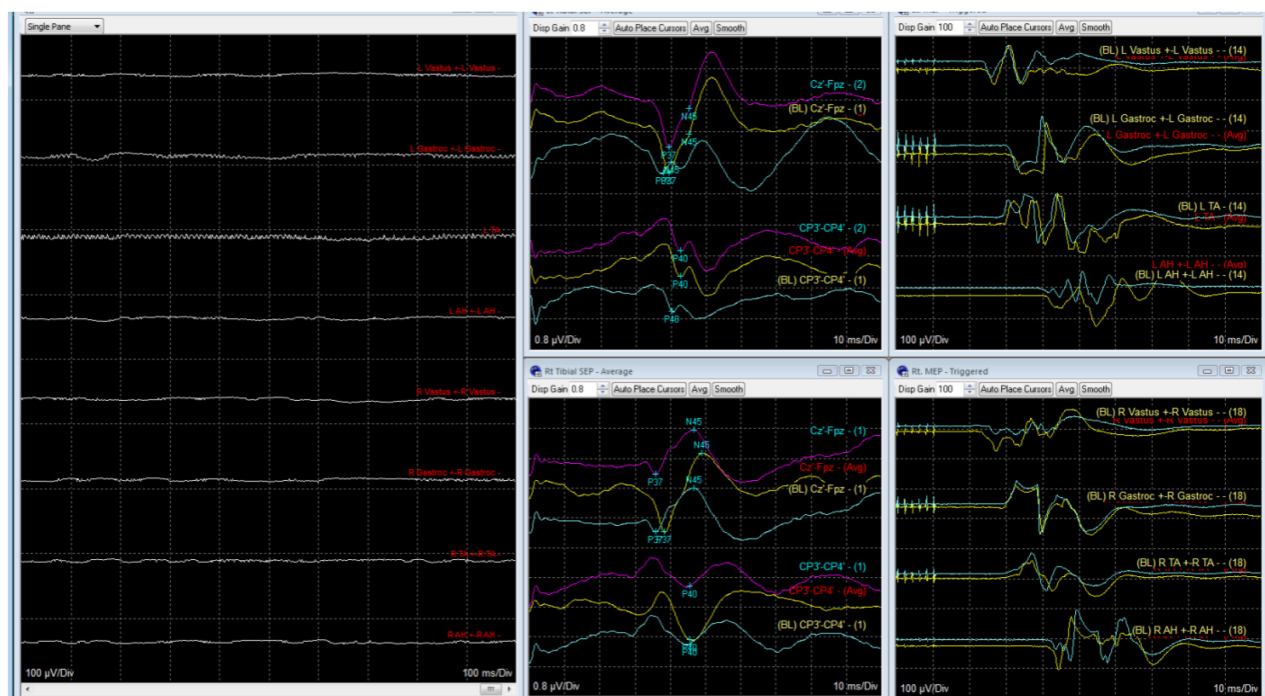 Single Pane
L Vastus +-L Vastus -
L Gastroc +-L Gastroc -
L TA
L AH +-L AH -
R Vastus +-R Vastus -
R Gastroc +-R Gastroc -
R TA +-R TA -
R AH +-R AH -
100 µV/Div
100 ms/Div
Disp Gain 0.8
Auto Place Cursors
Avg
Smooth
Cz'-Fpz - (2)
N45
(BL) Cz'-Fpz - (1)
N45
P37
CP3'-CP4' - (2)
CP3'-CP4' - (Avg)
P40
P40
(BL) CP3'-CP4' - (1)
0.8 µV/Div
10 ms/Div
Disp Gain 100
Auto Place Cursors
Avg
Smooth
(BL) L Vastus +-L Vastus - - (14)
(BL) L Gastroc +-L Gastroc - - (14)
L Gastroc +-L Gastroc - - (Avg)
(BL) L TA - (14)
L TA - (Avg)
L AH +-L AH - - (Avg)
(BL) L AH +-L AH - - (14)
100 µV/Div
10 ms/Div
Rt Tibial SEP - Average
Disp Gain 0.8
Auto Place Cursors
Avg
Smooth
N45
Cz'-Fpz - (1)
N45
Cz'-Fpz - (Avg)
P37
N45
(BL) Cz'-Fpz - (1)
CP3'-CP4' - (1)
CP3'-CP4' - (Avg)
P40
(BL) CP3'-CP4' - (1)
0.8 µV/Div
10 ms/Div
Rt. MEP - Triggered
Disp Gain 100
Auto Place Cursors
Avg
Smooth
(BL) R Vastus +-R Vastus - - (18)
(BL) R Gastroc +-R Gastroc - - (18)
(BL) R TA +-R TA - - (18)
(BL) R AH +-R AH - - (18)
100 µV/Div
10 ms/Div